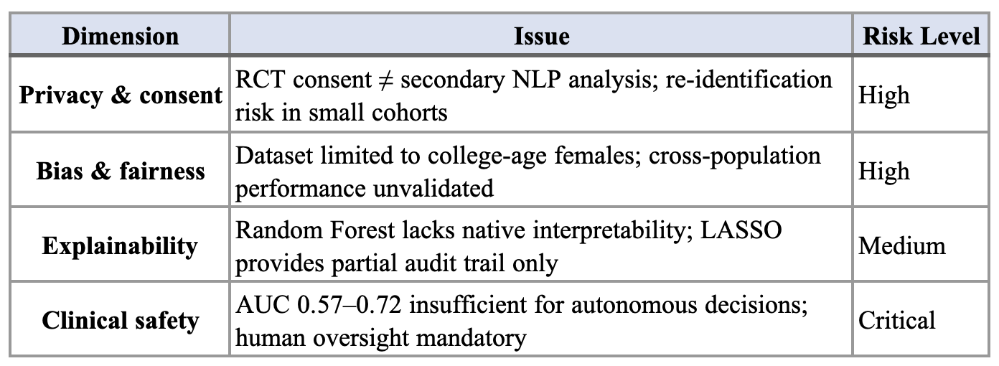 Dimension Issue Risk Level
Privacy & consent
RCT consent ≠ secondary NLP analysis; re-identification
risk in small cohorts
High
Bias & fairness
Dataset limited to college-age females; cross-population
performance unvalidated
High
Explainability
Random Forest lacks native interpretability; LASSO
provides partial audit trail only
Medium
Clinical safety
AUC 0.57–0.72 insufficient for autonomous decisions;
human oversight mandatory
Critical